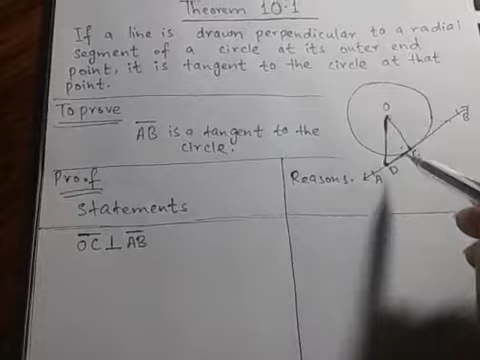 Theorem 10.1
If a line is drawn perpendicular to a radial
segment of a circle at its outer end
point, it is tangent to the circle at that
point.
To prove
AB is a tangent to the
circle.
O
B
C
D
A
Proof
Statements
Reasons.
OC ⊥ AB